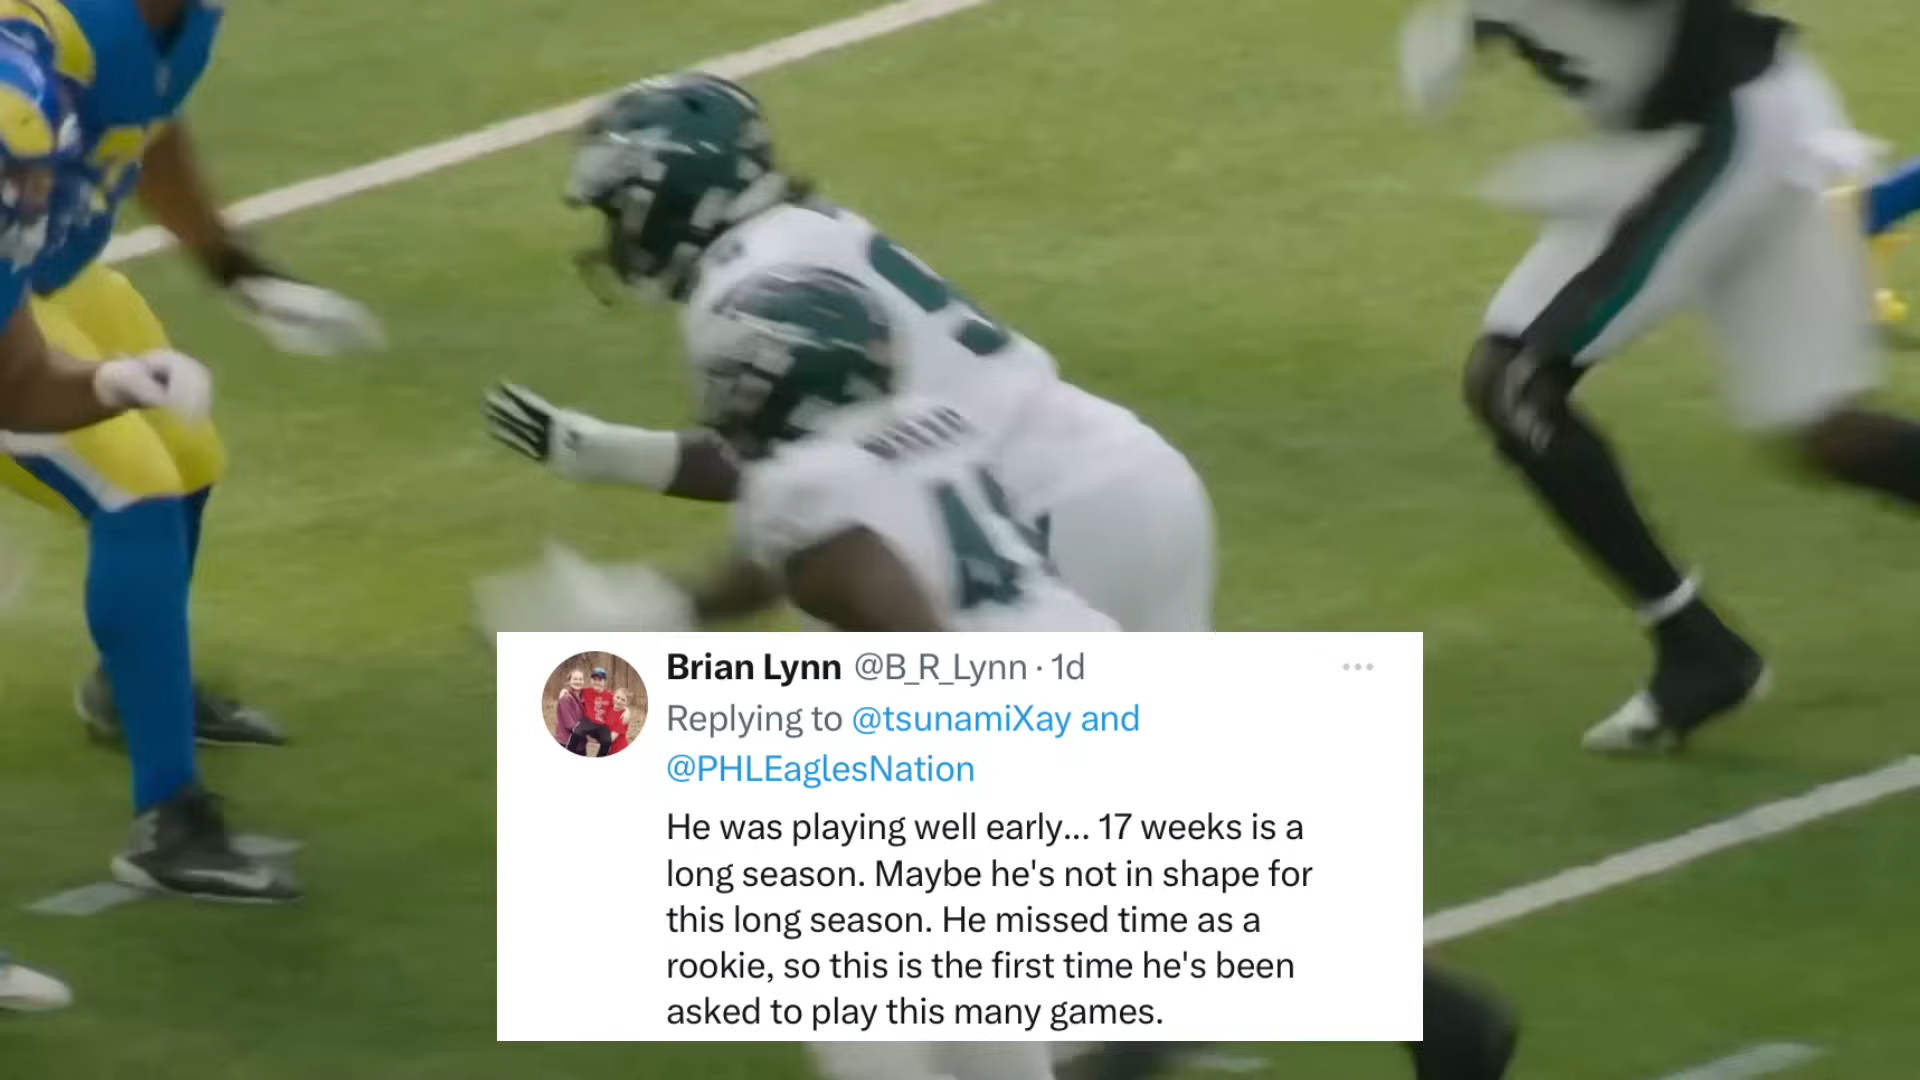 Brian Lynn @B_R_Lynn · 1d
Replying to @tsunamiXay and
@PHLEaglesNation
He was playing well early... 17 weeks is a
long season. Maybe he's not in shape for
this long season. He missed time as a
rookie, so this is the first time he's been
asked to play this many games.